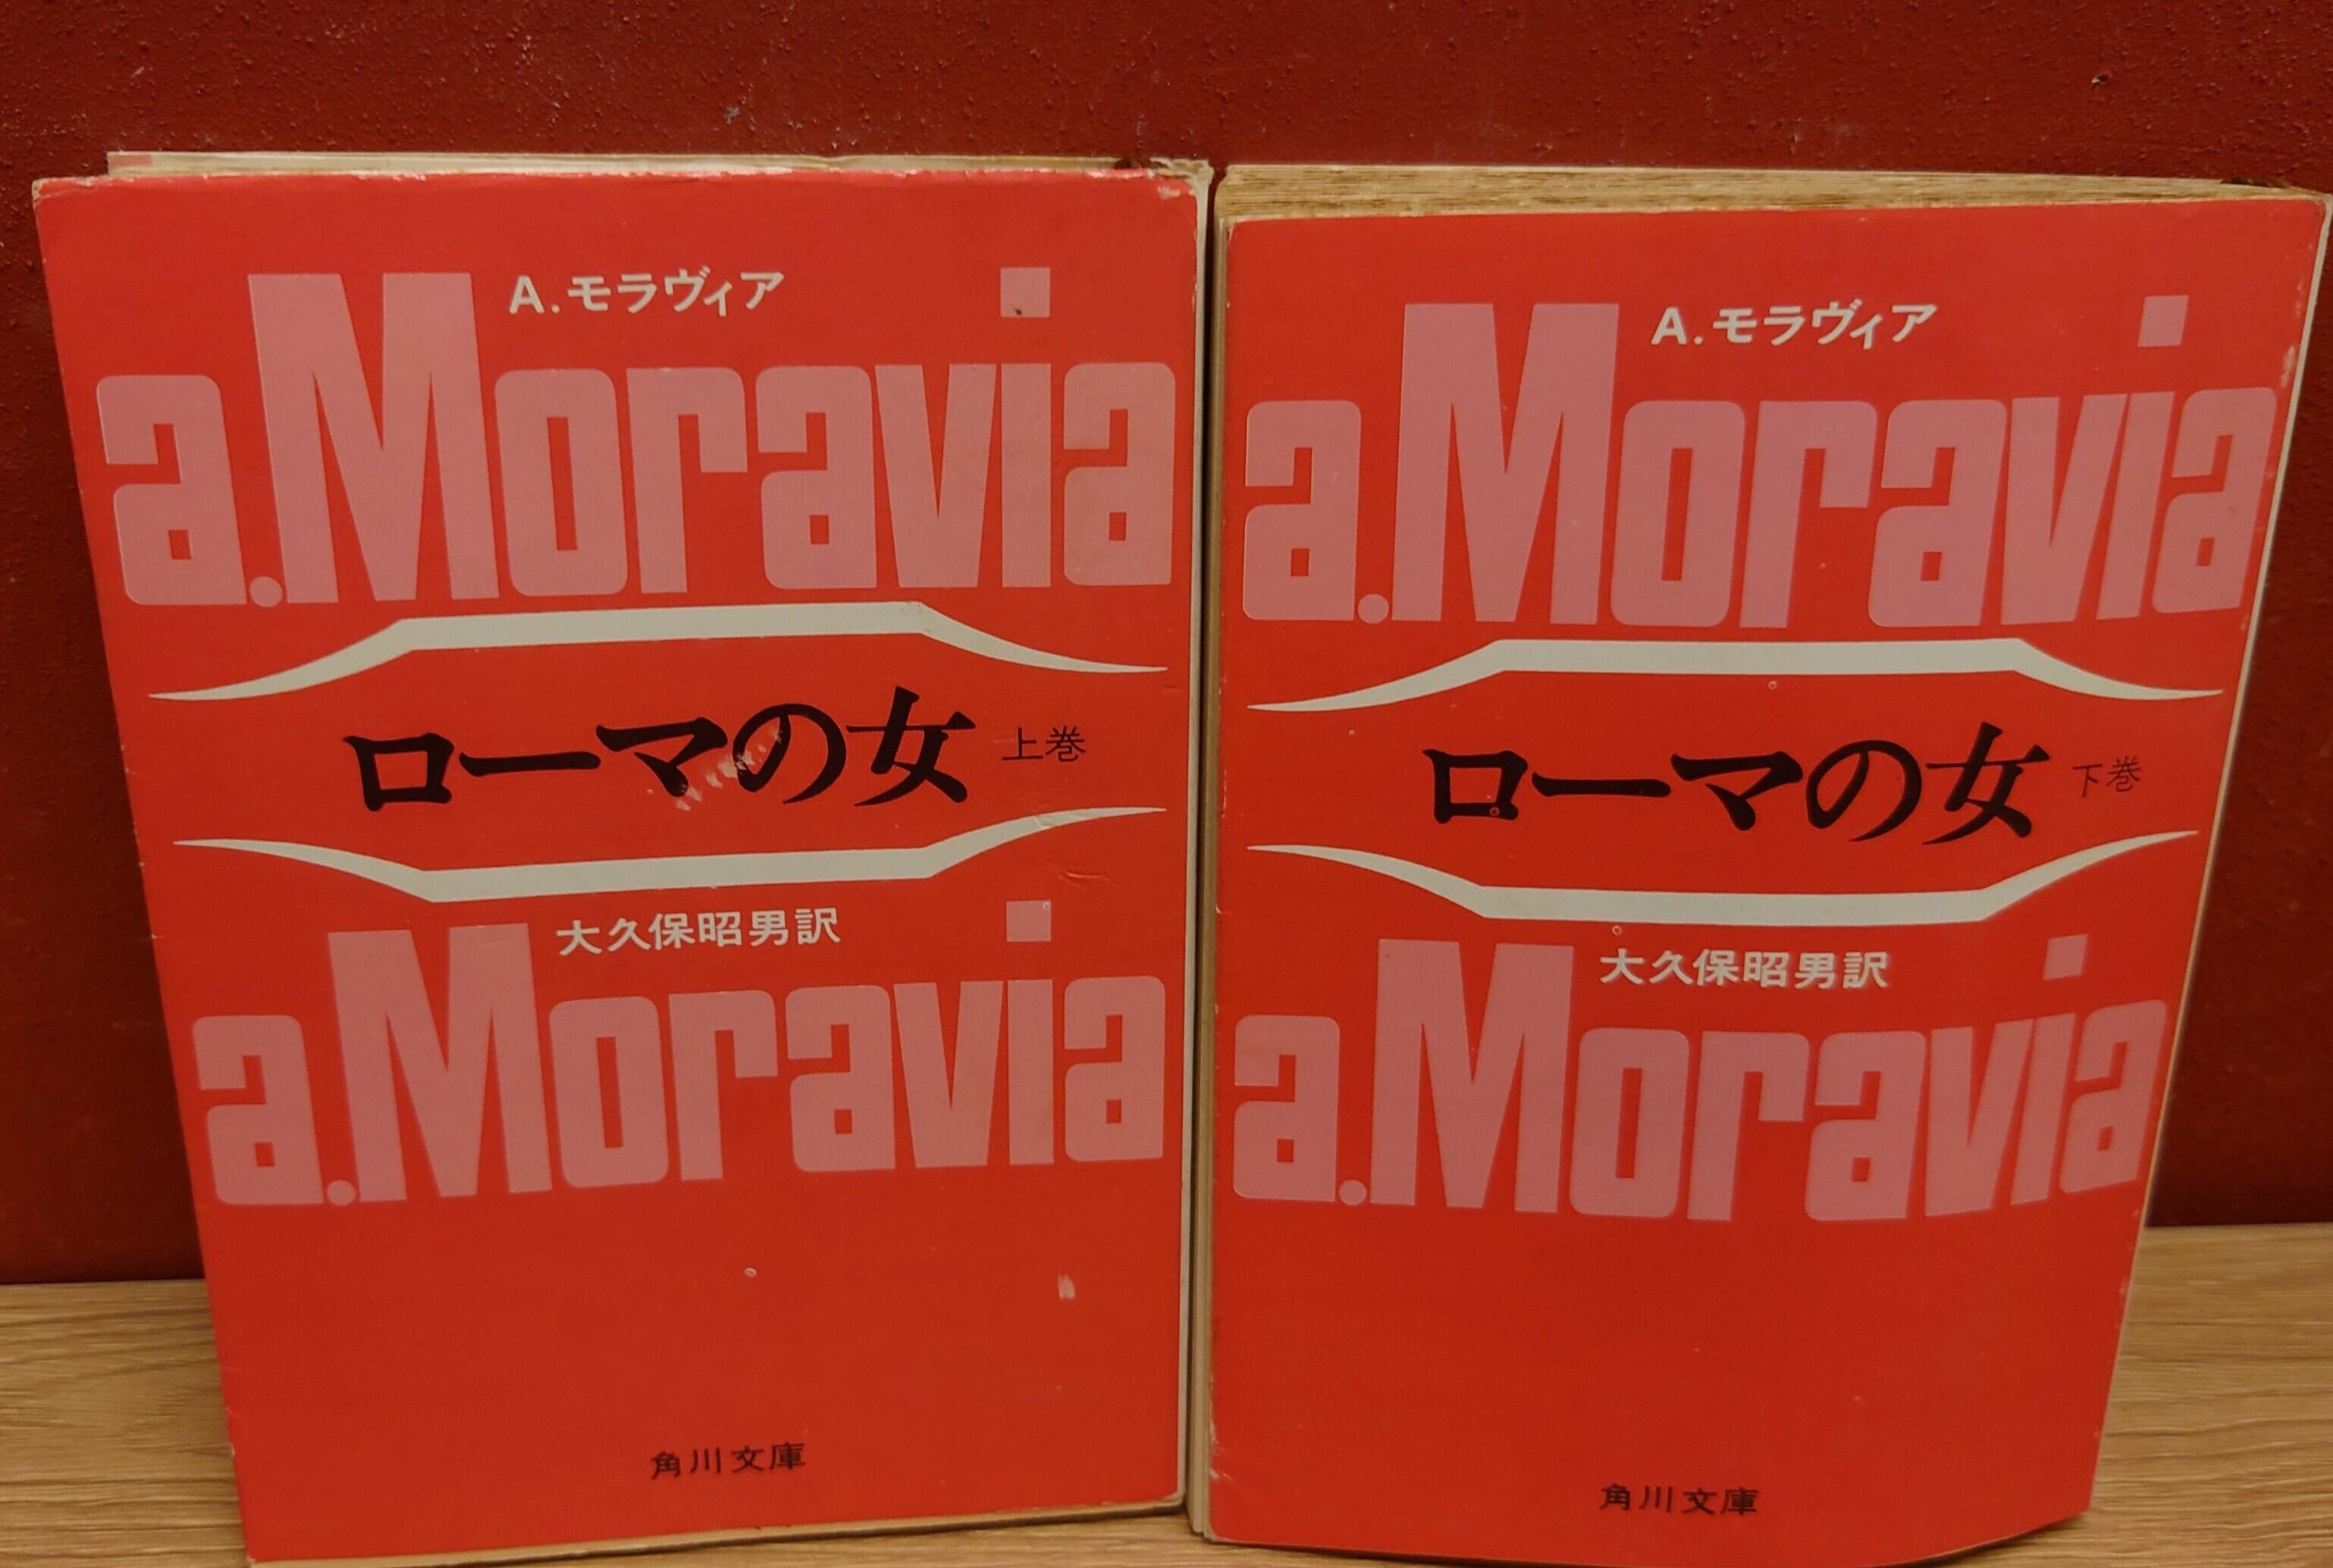 A.モラヴィア
a.Moravia
ローマの女 上巻
大久保昭男訳
a.Moravia
角川文庫
A.モラヴィア
a.Moravia
ローマの女 下巻
大久保昭男訳
a.Moravia
角川文庫